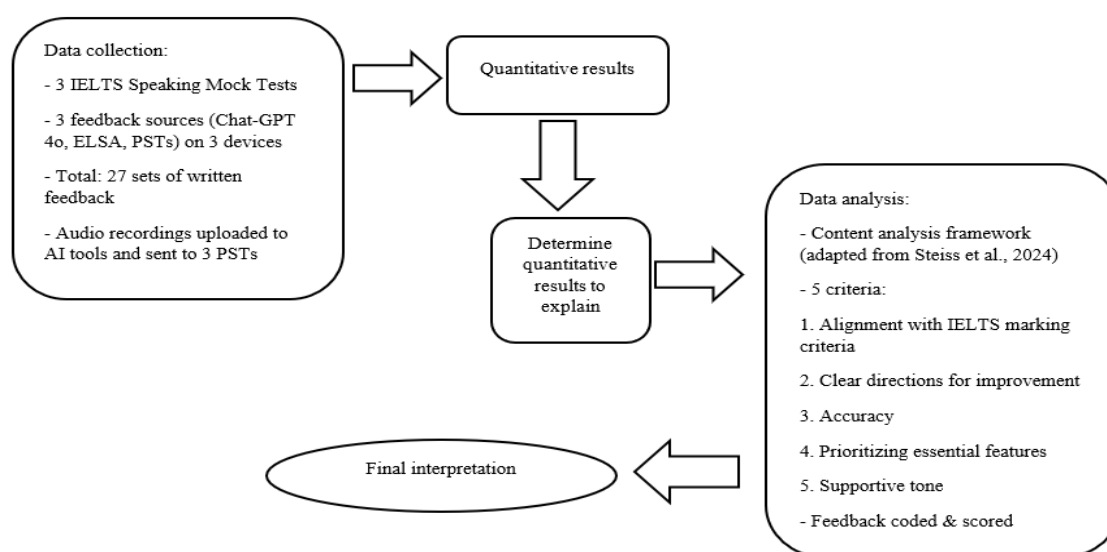 Data collection:
- 3 IELTS Speaking Mock Tests
- 3 feedback sources (Chat-GPT
4o, ELSA, PSTs) on 3 devices
- Total: 27 sets of written
feedback
- Audio recordings uploaded to
AI tools and sent to 3 PSTs
Quantitative results
Determine
quantitative
results to
explain
Data analysis:
- Content analysis framework
(adapted from Steiss et al., 2024)
- 5 criteria:
1. Alignment with IELTS marking
criteria
2. Clear directions for improvement
3. Accuracy
4. Prioritizing essential features
5. Supportive tone
- Feedback coded & scored
Final interpretation